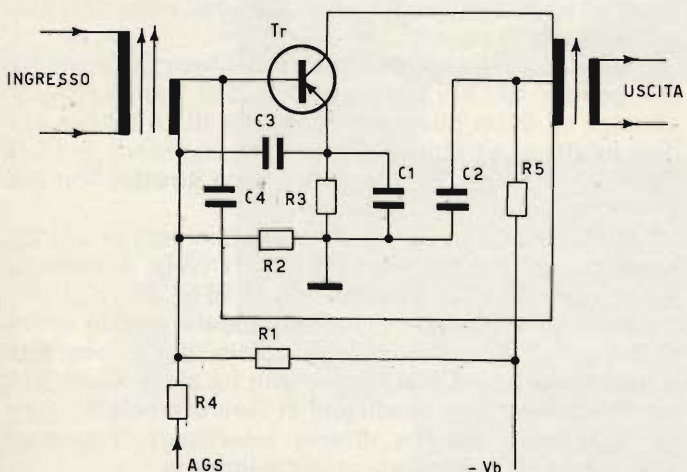 Tr
INGRESSO
USCITA
C3
C4
R3
C1
C2
R5
R2
R1
R4
AGS
- Vb